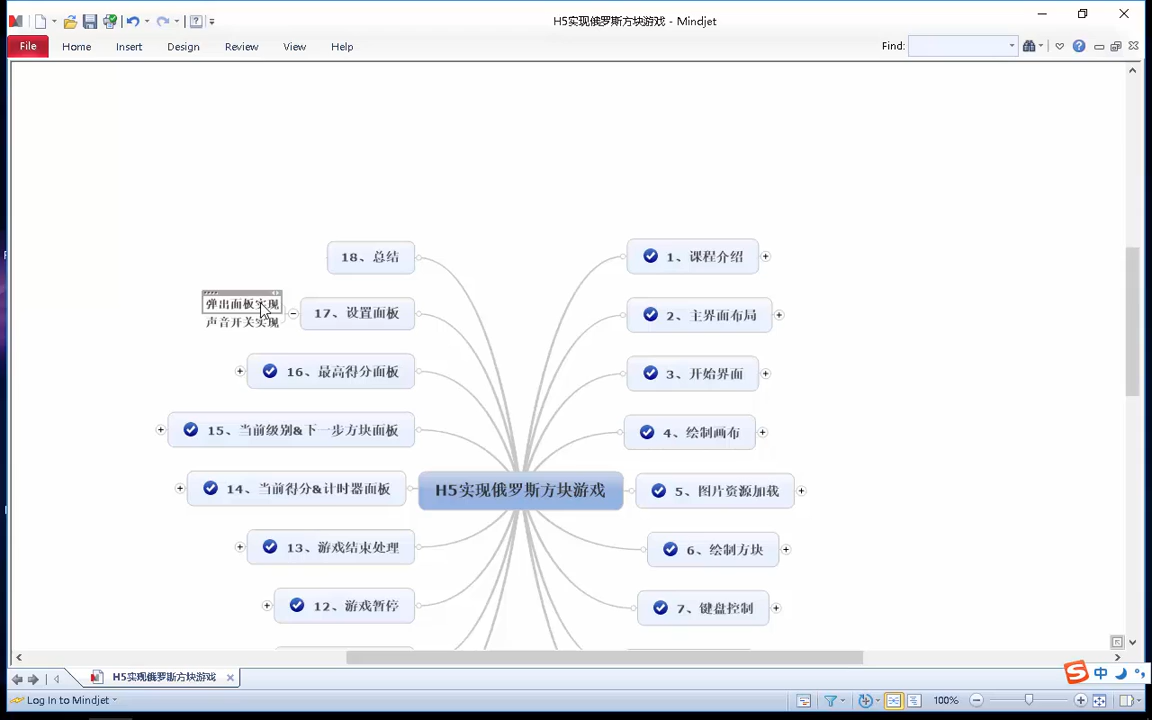 H5实现俄罗斯方块游戏 - Mindjet
File Home Insert Design Review View Help Find:
18、总结
弹出面板实现
声音开关实现
17、设置面板
16、最高得分面板
15、当前级别&下一步方块面板
14、当前得分&计时器面板
13、游戏结束处理
12、游戏暂停
H5实现俄罗斯方块游戏
1、课程介绍
2、主界面布局
3、开始界面
4、绘制画布
5、图片资源加载
6、绘制方块
7、键盘控制
H5实现俄罗斯方块游戏
中
Log In to Mindjet
100%